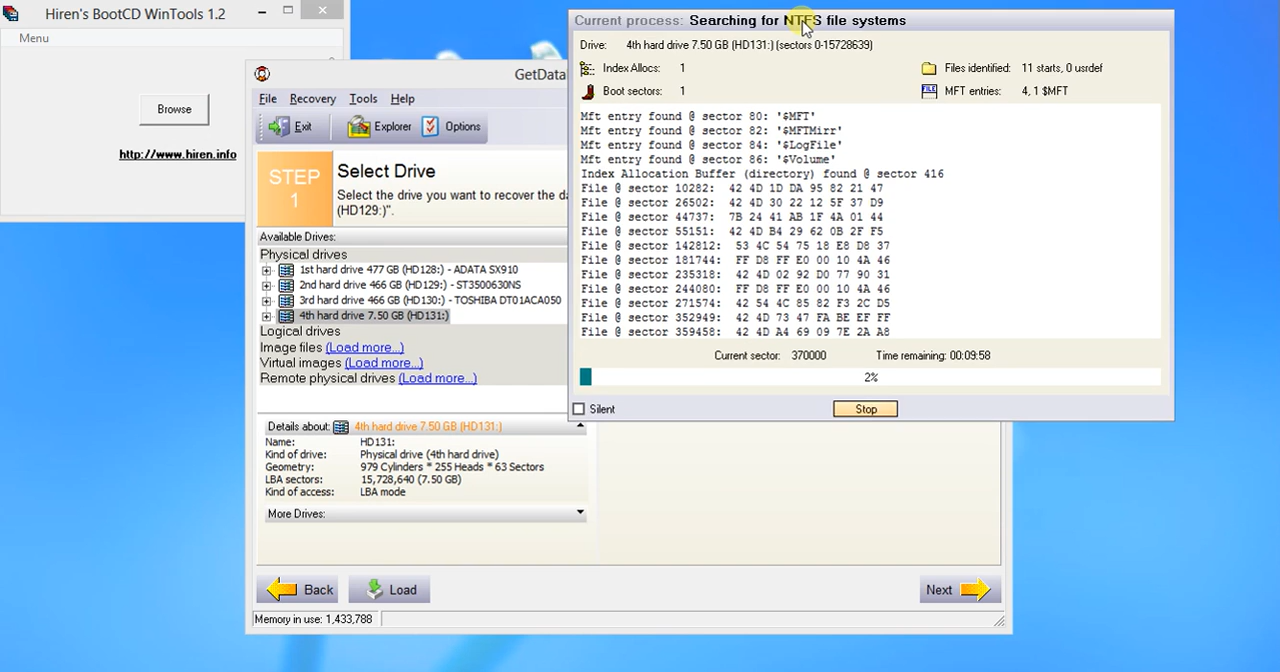 Hiren's BootCD WinTools 1.2
Menu
Browse
http://www.hiren.info
GetData
File Recovery Tools Help
Exit Explorer Options
STEP 1
Select Drive
Select the drive you want to recover the da
(HD129:)".
Available Drives:
Physical drives
1st hard drive 477 GB (HD128:) - ADATA SX910
2nd hard drive 466 GB (HD129:) - ST3500630NS
3rd hard drive 466 GB (HD130:) - TOSHIBA DT01ACA050
4th hard drive 7.50 GB (HD131:)
Logical drives
Image files (Load more...)
Virtual images (Load more...)
Remote physical drives (Load more...)
Details about: 4th hard drive 7.50 GB (HD131:)
Name: HD131:
Kind of drive: Physical drive (4th hard drive)
Geometry: 979 Cylinders * 255 Heads * 63 Sectors
LBA sectors: 15,728,640 (7.50 GB)
Kind of access: LBA mode
More Drives:
Back Load Next
Memory in use: 1,433,788
Current process: Searching for NTFS file systems
Drive: 4th hard drive 7.50 GB (HD131:) (sectors 0-15728639)
Index Allocs: 1 Files identified: 11 starts, 0 usrdef
Boot sectors: 1 MFT entries: 4, 1 $MFT
Mft entry found @ sector 80: '$MFT'
Mft entry found @ sector 82: '$MFTMirr'
Mft entry found @ sector 84: '$LogFile'
Mft entry found @ sector 86: '$Volume'
Index Allocation Buffer (directory) found @ sector 416
File @ sector 10282: 42 4D 1D DA 95 82 21 47
File @ sector 26502: 42 4D 30 22 12 5F 37 D9
File @ sector 44737: 7B 24 41 AB 1F 4A 01 44
File @ sector 55151: 42 4D B4 29 62 0B 2F F5
File @ sector 142812: 53 4C 54 75 18 E8 D8 37
File @ sector 181744: FF D8 FF E0 00 10 4A 46
File @ sector 235318: 42 4D 02 92 D0 77 90 31
File @ sector 244080: FF D8 FF E0 00 10 4A 46
File @ sector 271574: 42 54 4C 85 82 F3 2C D5
File @ sector 352949: 42 4D 73 47 FA BE EF FF
File @ sector 359458: 42 4D A4 69 09 7E 2A A8
Current sector: 370000 Time remaining: 00:09:58
2%
Silent Stop